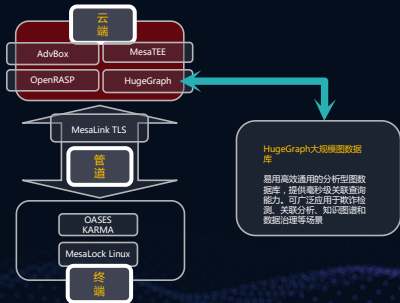 云
端
AdvBox
MesaTEE
OpenRASP
HugeGraph
MesaLink TLS
管
道
OASES
KARMA
MesaLock Linux
终
端
HugeGraph大规模图数据
库
易用高效通用的分析型图数
据库，提供毫秒级关联查询
能力。可广泛应用于欺诈检
测、关联分析、知识图谱和
数据治理等场景